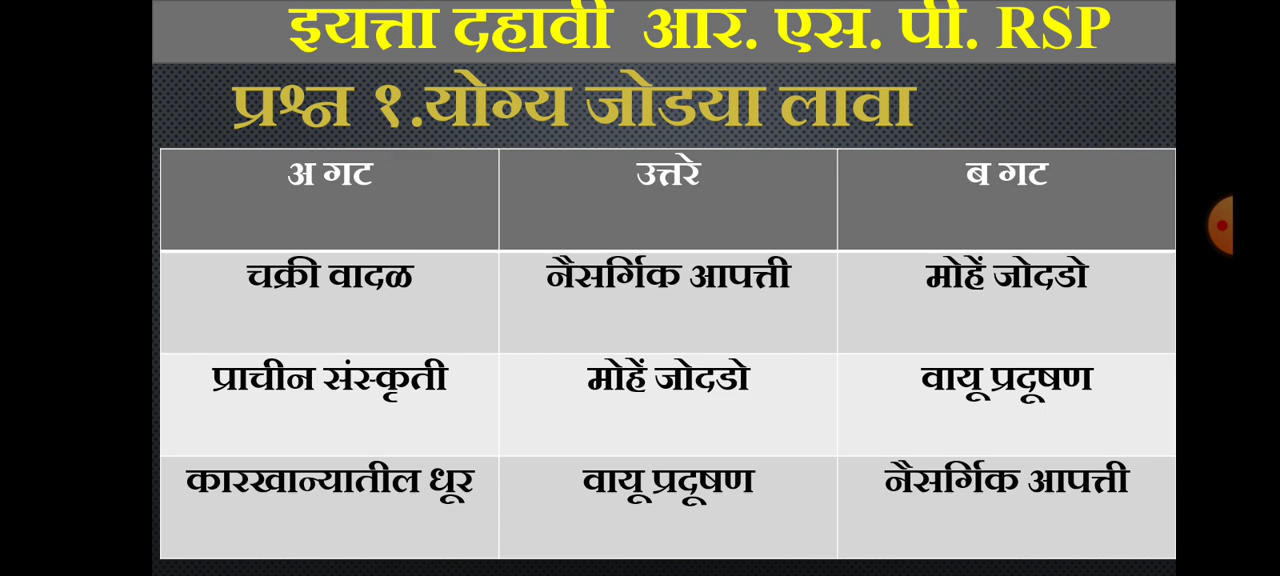 इयत्ता दहावी आर. एस. पी. RSP
प्रश्न १.योग्य जोडया लावा
अ गट उत्तरे ब गट
चक्री वादळ नैसर्गिक आपत्ती मोहें जोदडो
प्राचीन संस्कृती मोहें जोदडो वायू प्रदूषण
कारखान्यातील धूर वायू प्रदूषण नैसर्गिक आपत्ती